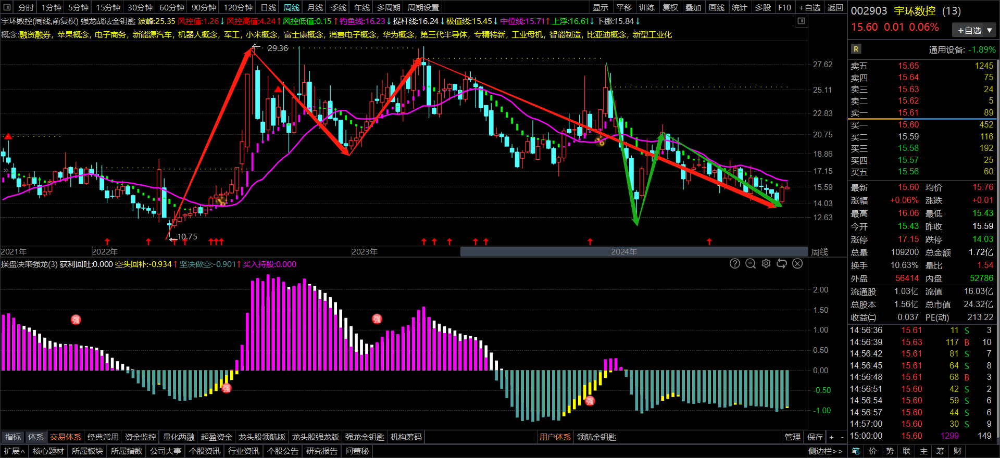 分时 1分钟 5分钟 15分钟 30分钟 60分钟 90分钟 120分钟 日线 周线 月线 季线 年线 多周期 周期设置 显示 平移 训练 复权 叠加 画线 统计 多股 F10 +自选 返回
宇环数控(周线,前复权) 强龙战法金钥匙 波峰:25.35 风控值:1.26↓ 风控高值:4.24↑ 风控低值:0.15↑ 钓鱼线:16.23↓ 提杆线:16.24↓ 极值线:15.45↓ 中位线:15.71↑ 上浮:16.61↓ 下挪:15.84↓
概念:融资融券，苹果概念，电子商务，新能源汽车，机器人概念，军工，小米概念，富士康概念，消费电子概念，华为概念，第三代半导体，专精特新，工业母机，智能制造，比亚迪概念，新型工业化
29.36
10.75
27.62
25.11
22.83
20.75
18.86
17.15
15.59
14.03
12.63
2021年 2022年 2023年 2024年 周线
操盘决策强龙(3) 获利回吐:0.000 空头回补:-0.934↑ 坚决做空:-0.901↑ 买入持股:0.000
强 强 强 强
2.00
1.50
1.00
0.50
0.00
-0.50
-1.00
指标 体系 交易体系 经典常用 资金监控 量化两融 超盈资金 龙头股领航版 龙头股强龙版 强龙金钥匙 机构筹码 用户体系 领航金钥匙 管理 保存 + -
扩展∧ 核心题材 所属板块 所属指数 公司大事 个股资讯 行业资讯 个股公告 研究报告 问董秘 侧边栏>>
002903 宇环数控 (13)
15.60 0.01 0.06% +自选 ▼
R 通用设备: -1.89%
卖五 15.65 1245
卖四 15.64 75
卖三 15.63 24
卖二 15.62 5
卖一 15.61 89
买一 15.60 452
买二 15.59 116
买三 15.58 192
买四 15.57 25
买五 15.56 60
最新 15.60 均价 15.76
涨幅 +0.06% 涨跌 +0.01
最高 16.06 最低 15.43
今开 15.43 昨收 15.59
涨停 17.15 跌停 14.03
总量 109200 总金额 1.72亿
换手 10.63% 量比 1.54
外盘 56414 内盘 52786
流通股 1.03亿 流值 16.03亿
总股本 1.56亿 总市值 24.32亿
收益㈡ 0.037 PE(动) 213.22
14:56:36 15.61 11 S 3
14:56:39 15.63 117 B 10
14:56:42 15.61 81 S 7
14:56:45 15.61 64 S 8
14:56:48 15.61 68 B 3
14:56:51 15.60 42 S 2
14:56:54 15.60 59 S 6
14:56:57 15.60 44 S 6
14:57:00 15.60 30 S 9
15:00:00 15.60 1299 149
笔 价 势 联 主 筹 财